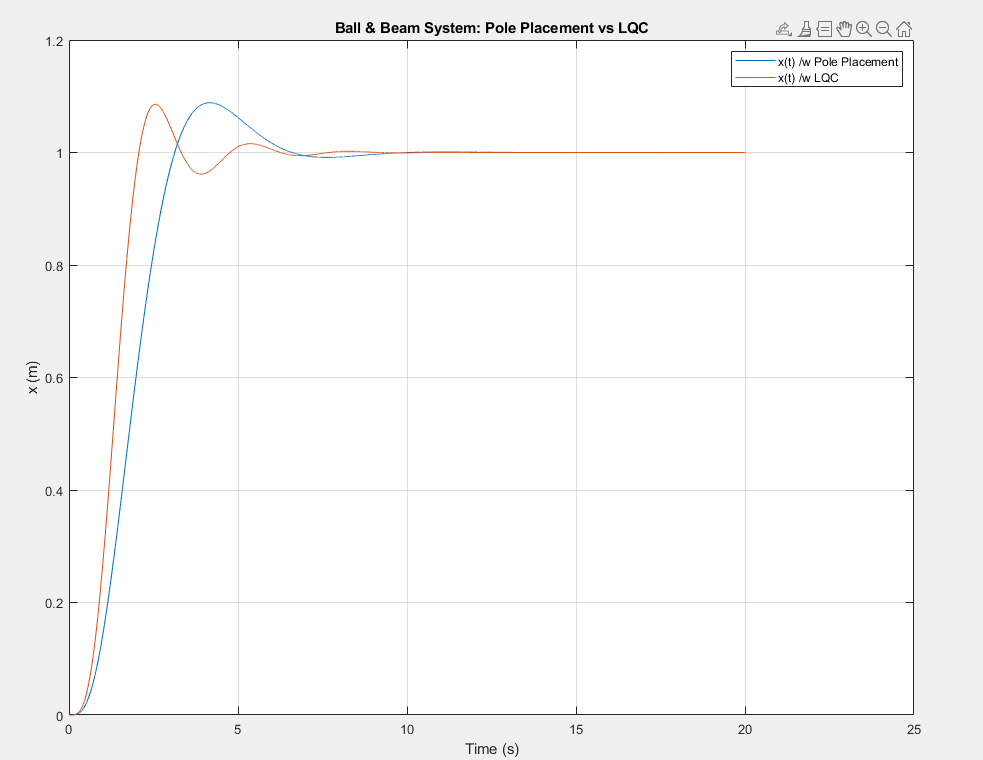 Ball & Beam System: Pole Placement vs LQC
x(t) /w Pole Placement
x(t) /w LQC
1.2
1
0.8
0.6
0.4
0.2
0
x (m)
0 5 10 15 20 25
Time (s)